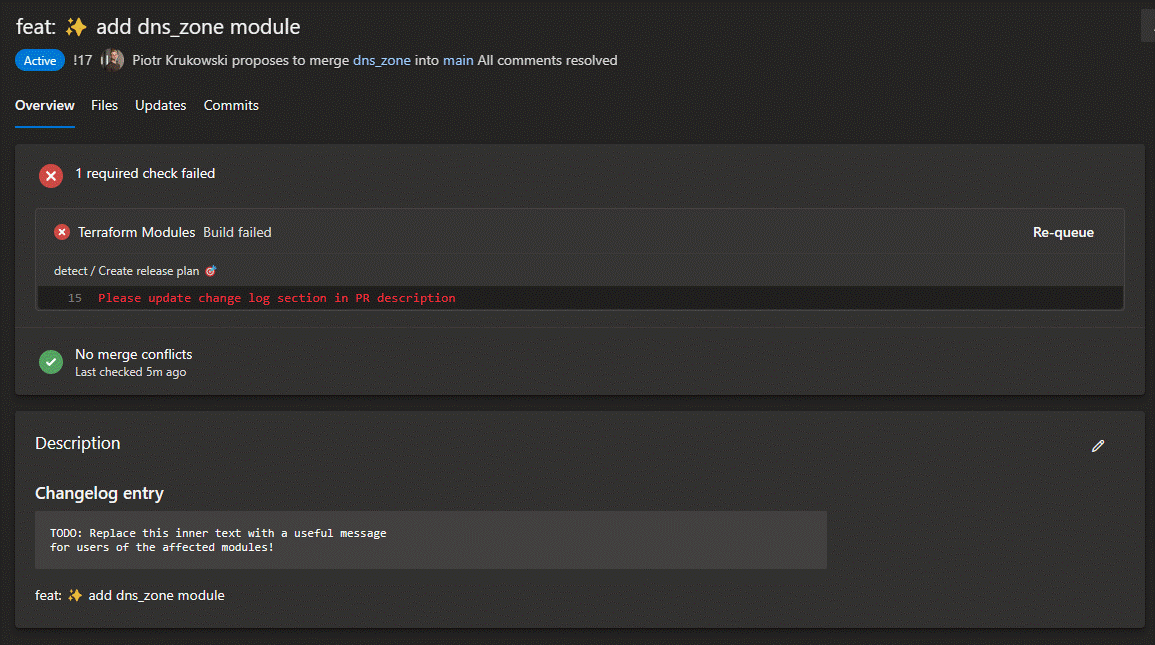 feat: ✨ add dns_zone module
Active !17 Piotr Krukowski proposes to merge dns_zone into main All comments resolved
Overview Files Updates Commits
1 required check failed
Terraform Modules Build failed Re-queue
detect / Create release plan 🎯
15 Please update change log section in PR description
No merge conflicts
Last checked 5m ago
Description
Changelog entry
TODO: Replace this inner text with a useful message
for users of the affected modules!
feat: ✨ add dns_zone module